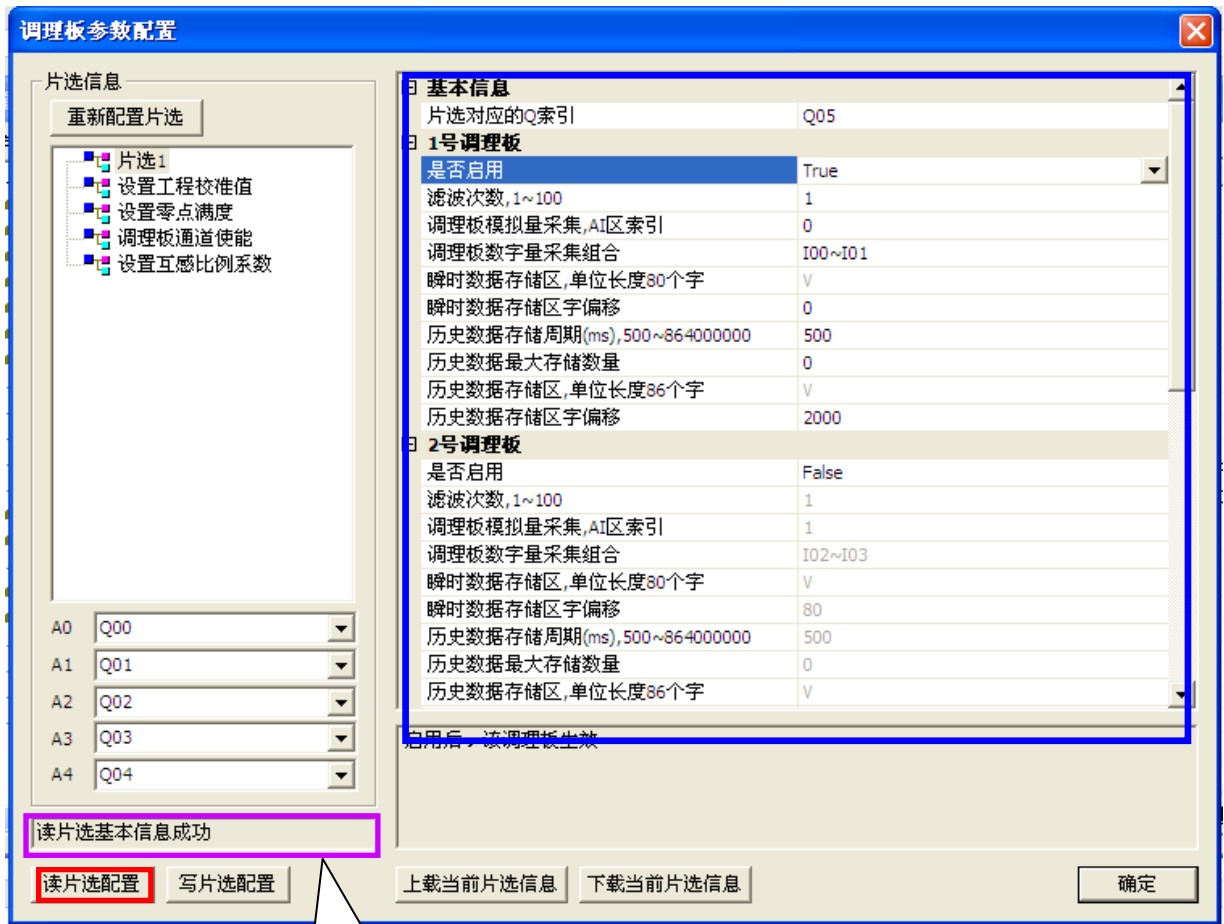 调理板参数配置
片选信息
重新配置片选
片选1
设置工程校准值
设置零点满度
调理板通道使能
设置互感比例系数
A0 Q00
A1 Q01
A2 Q02
A3 Q03
A4 Q04
读片选基本信息成功
读片选配置 写片选配置
基本信息
片选对应的Q索引 Q05
1号调理板
是否启用 True
滤波次数,1~100 1
调理板模拟量采集,AI区索引 0
调理板数字量采集组合 I00~I01
瞬时数据存储区,单位长度80个字 V
瞬时数据存储区字偏移 0
历史数据存储周期(ms),500~864000000 500
历史数据最大存储数量 0
历史数据存储区,单位长度86个字 V
历史数据存储区字偏移 2000
2号调理板
是否启用 False
滤波次数,1~100 1
调理板模拟量采集,AI区索引 1
调理板数字量采集组合 I02~I03
瞬时数据存储区,单位长度80个字 V
瞬时数据存储区字偏移 80
历史数据存储周期(ms),500~864000000 500
历史数据最大存储数量 0
历史数据存储区,单位长度86个字 V
启用后，该调理板生效
上载当前片选信息 下载当前片选信息 确定